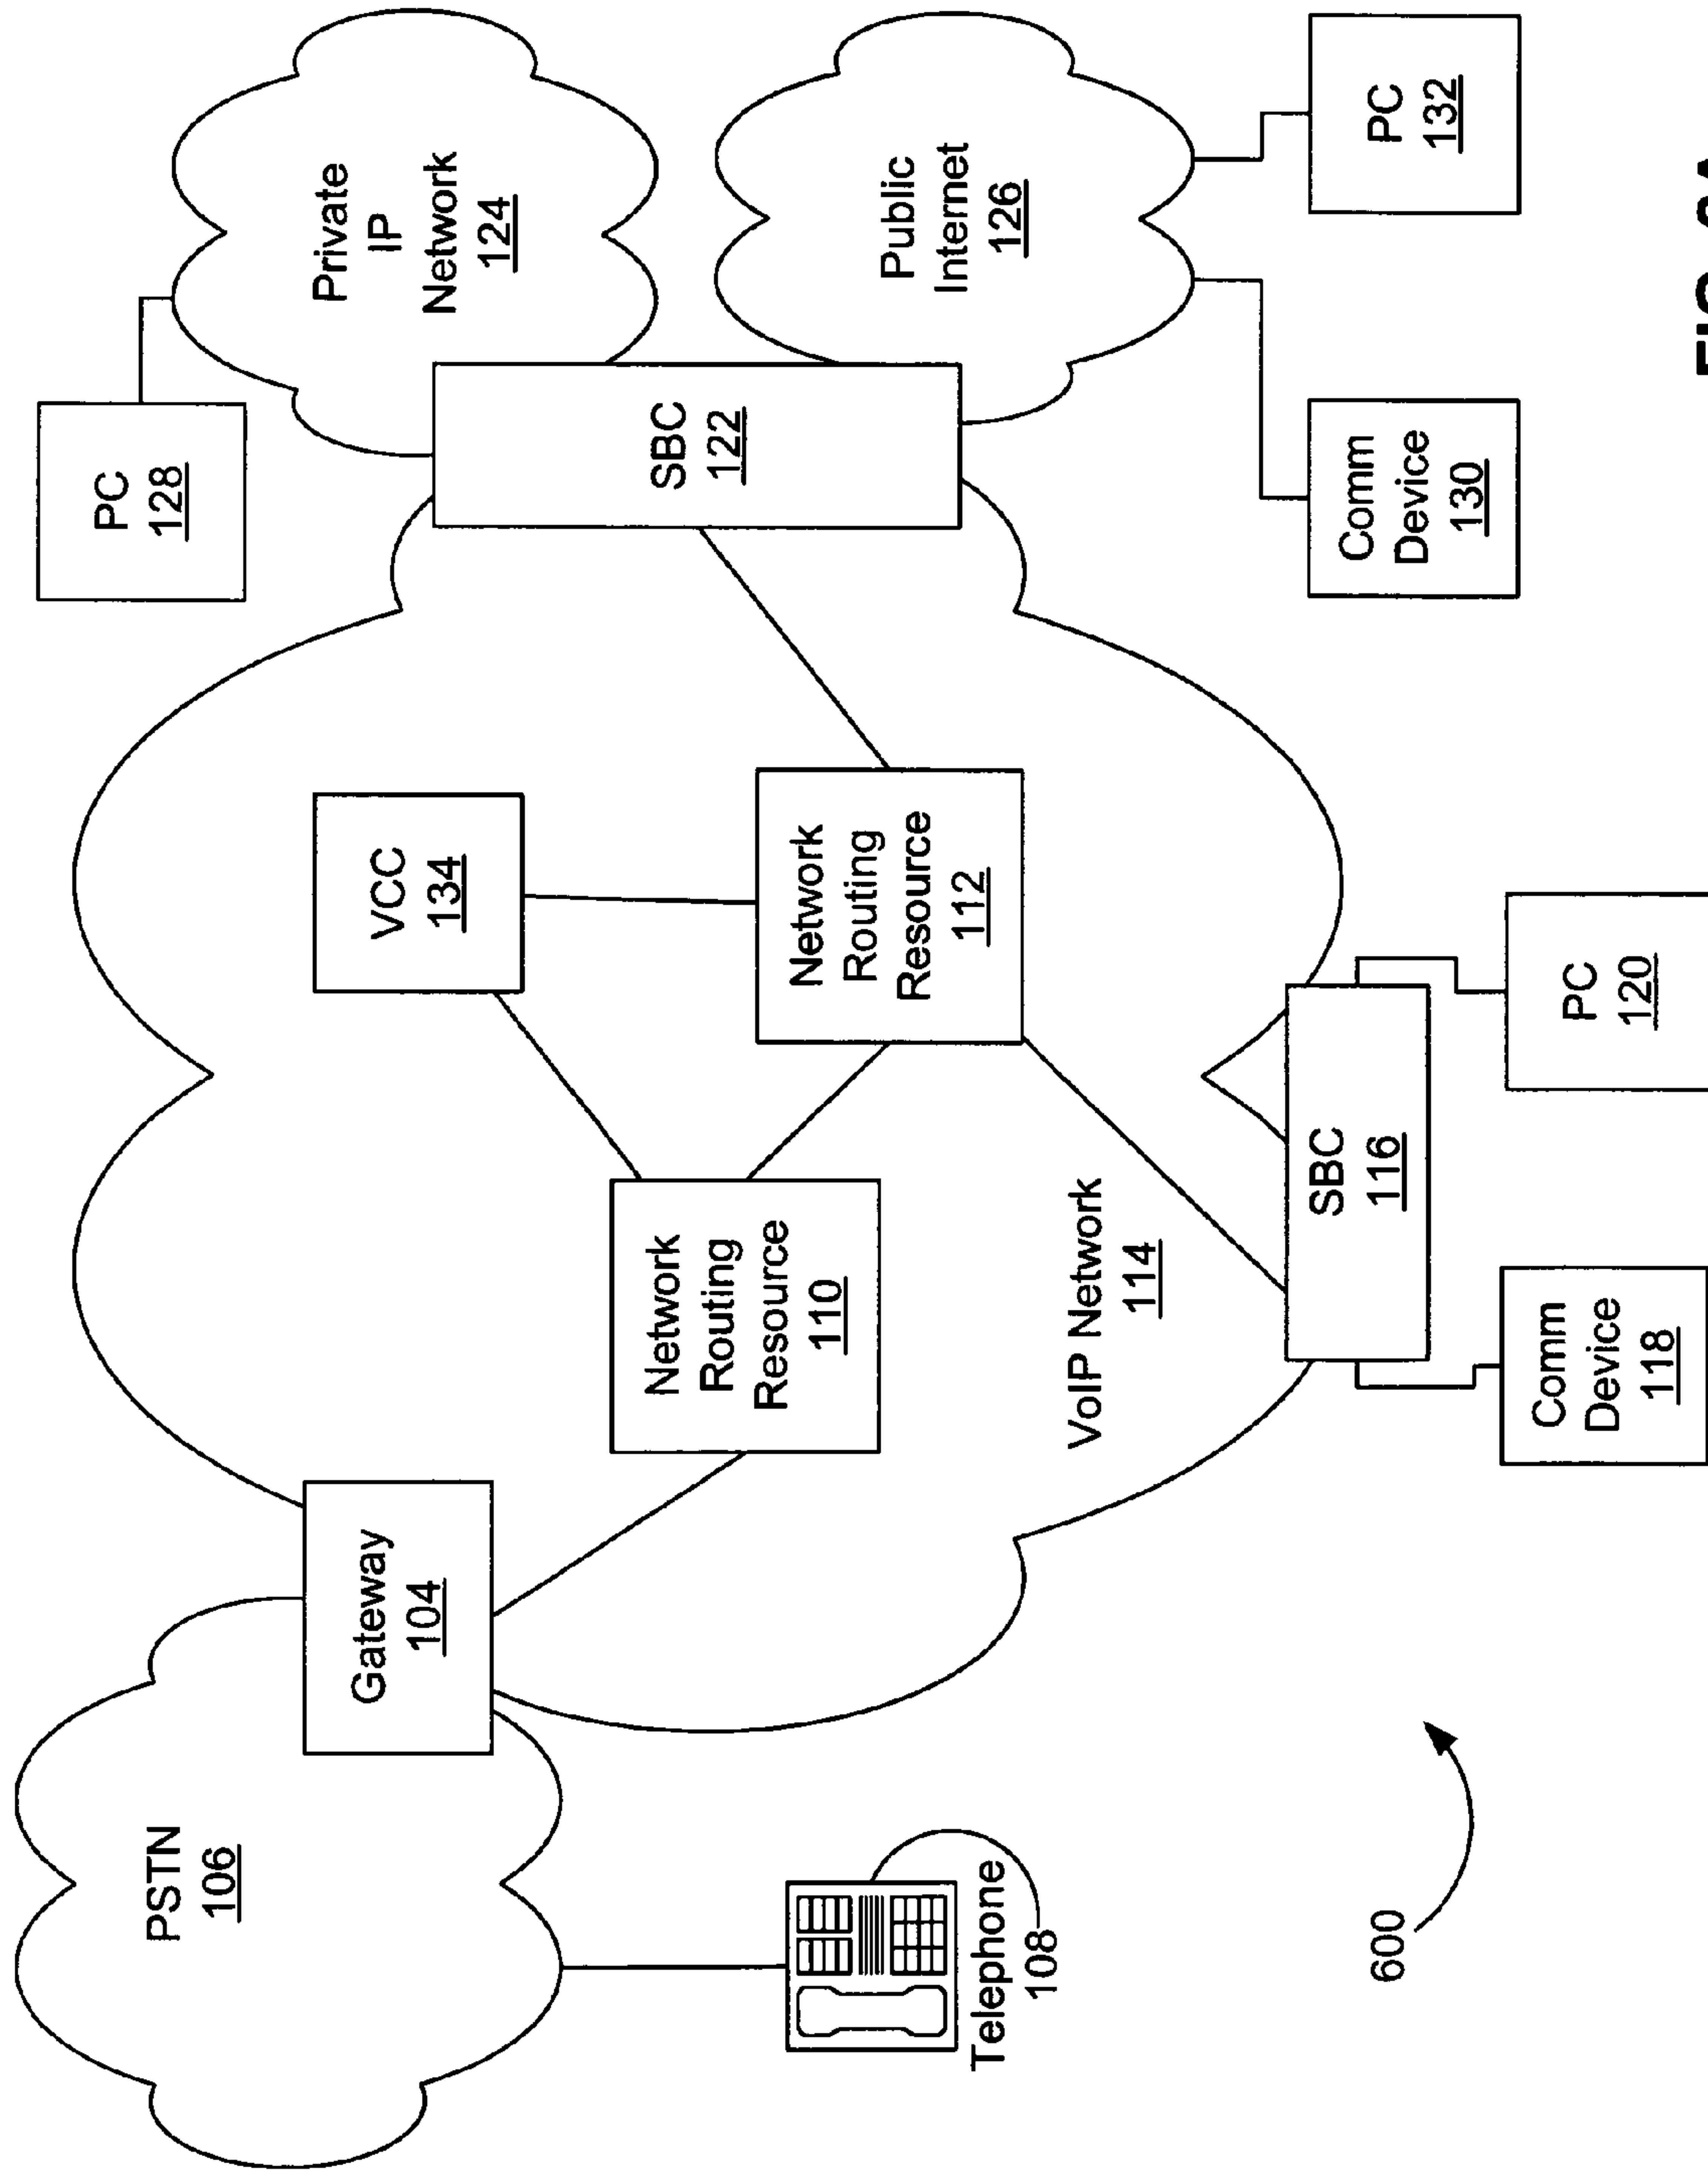 PSTN
106
PC
128
Private
IP
Network
124
Gateway
104
VCC
134
SBC
122
Network
Routing
Resource
110
Network
Routing
Resource
112
Public
Internet
126
Telephone
108
VoIP Network
114
SBC
116
Comm
Device
130
PC
132
600
Comm
Device
118
PC
120